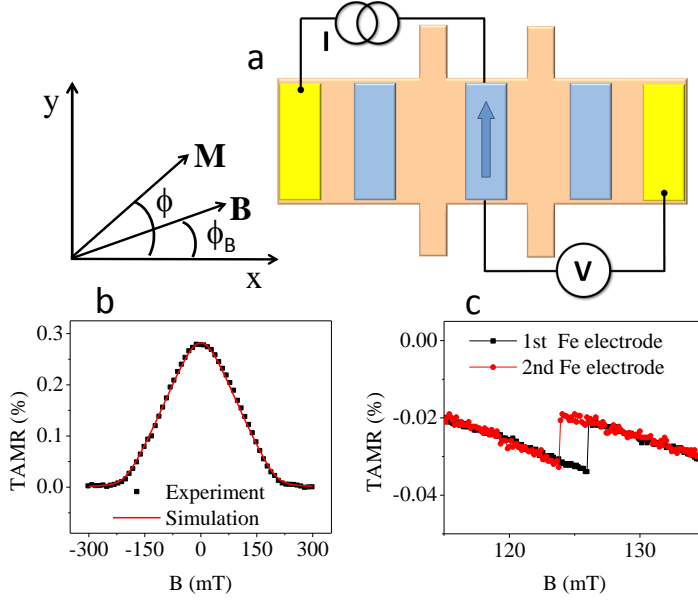 I
a
y
M
ϕ
B
ϕB
x
V
b
c
0.3
0.2
0.1
0.0
TAMR (%)
Experiment
Simulation
-300 -150 0 150 300
B (mT)
0.00
-0.02
-0.04
TAMR (%)
1st Fe electrode
2nd Fe electrode
120 130
B (mT)